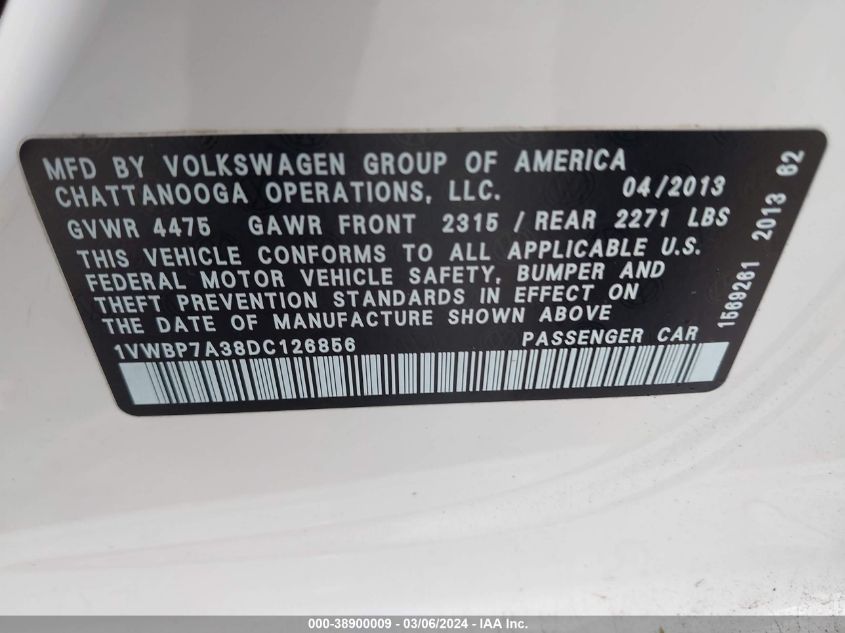 MFD BY VOLKSWAGEN GROUP OF AMERICA
CHATTANOOGA OPERATIONS, LLC. 04/2013
GVWR 4475 GAWR FRONT 2315 / REAR 2271 LBS
THIS VEHICLE CONFORMS TO ALL APPLICABLE U.S.
FEDERAL MOTOR VEHICLE SAFETY, BUMPER AND
THEFT PREVENTION STANDARDS IN EFFECT ON
THE DATE OF MANUFACTURE SHOWN ABOVE
1VWBP7A38DC126856 PASSENGER CAR
1569261 2013 62
000-38900009 - 03/06/2024 - IAA Inc.